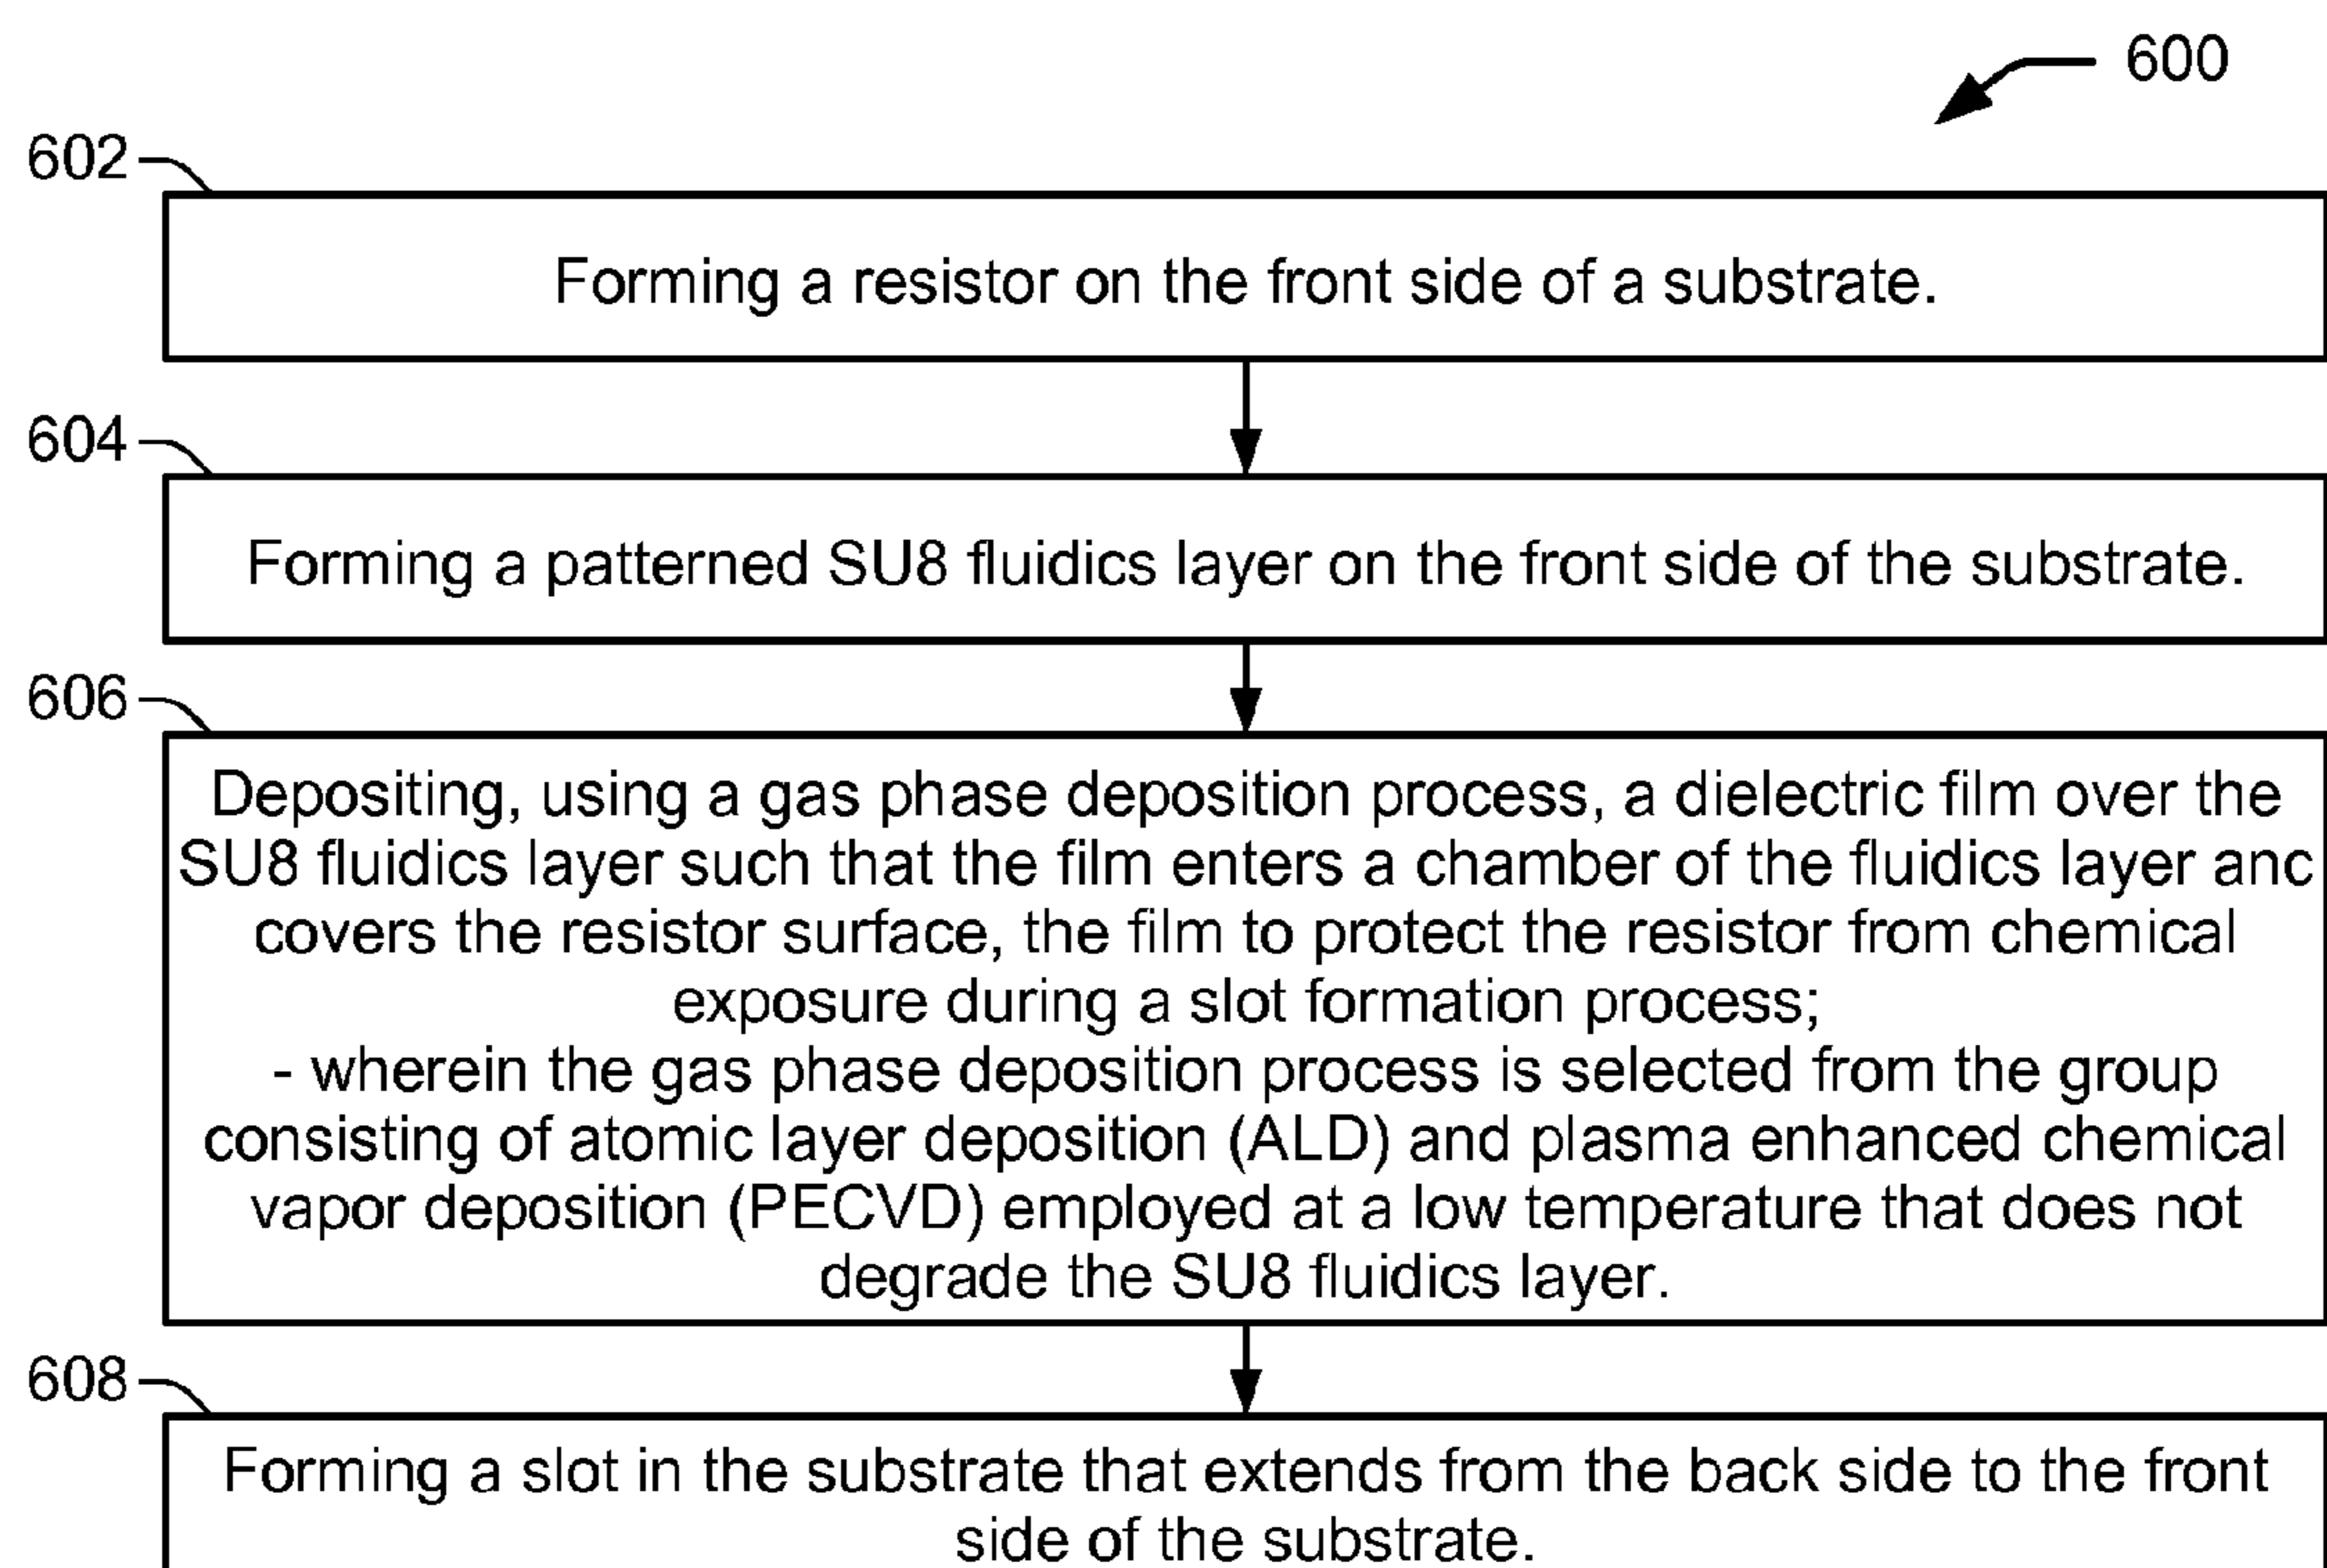 600
602
Forming a resistor on the front side of a substrate.
604
Forming a patterned SU8 fluidics layer on the front side of the substrate.
606
Depositing, using a gas phase deposition process, a dielectric film over the
SU8 fluidics layer such that the film enters a chamber of the fluidics layer anc
covers the resistor surface, the film to protect the resistor from chemical
exposure during a slot formation process;
- wherein the gas phase deposition process is selected from the group
consisting of atomic layer deposition (ALD) and plasma enhanced chemical
vapor deposition (PECVD) employed at a low temperature that does not
degrade the SU8 fluidics layer.
608
Forming a slot in the substrate that extends from the back side to the front
side of the substrate.